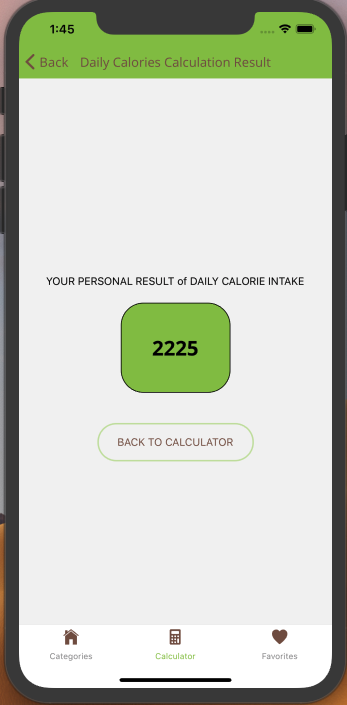 1:45
Back Daily Calories Calculation Result
YOUR PERSONAL RESULT of DAILY CALORIE INTAKE
2225
BACK TO CALCULATOR
Categories Calculator Favorites